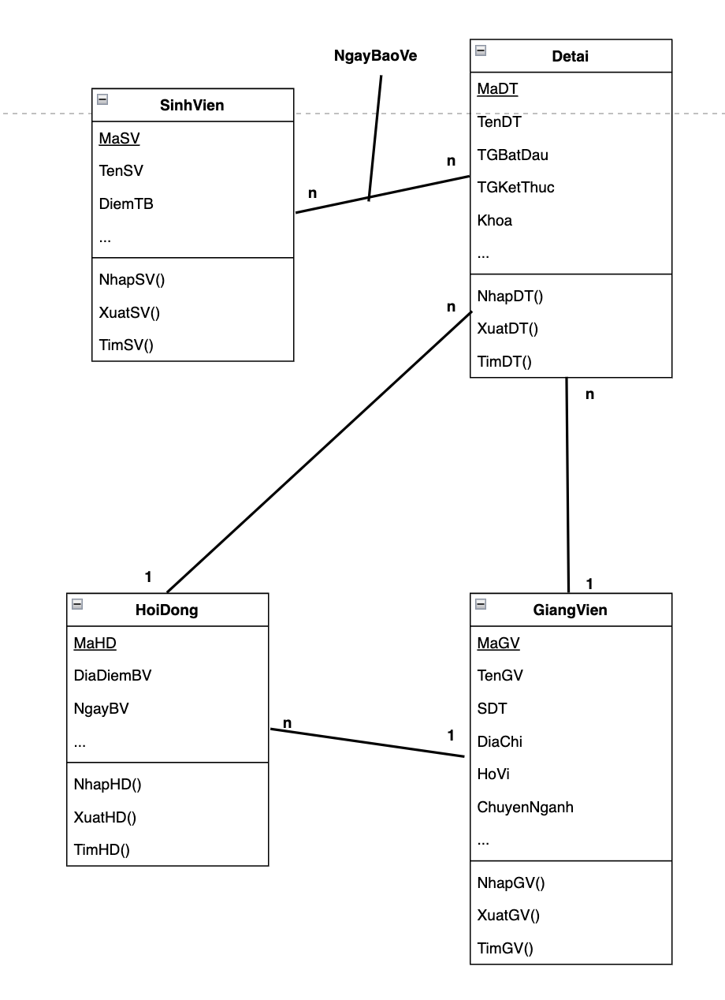 NgayBaoVe
SinhVien
MaSV
TenSV
DiemTB
...
NhapSV()
XuatSV()
TimSV()
n
n
Detai
MaDT
TenDT
TGBatDau
TGKetThuc
Khoa
...
NhapDT()
XuatDT()
TimDT()
n
n
1
1
HoiDong
MaHD
DiaDiemBV
NgayBV
...
NhapHD()
XuatHD()
TimHD()
n
1
GiangVien
MaGV
TenGV
SDT
DiaChi
HoVi
ChuyenNganh
...
NhapGV()
XuatGV()
TimGV()